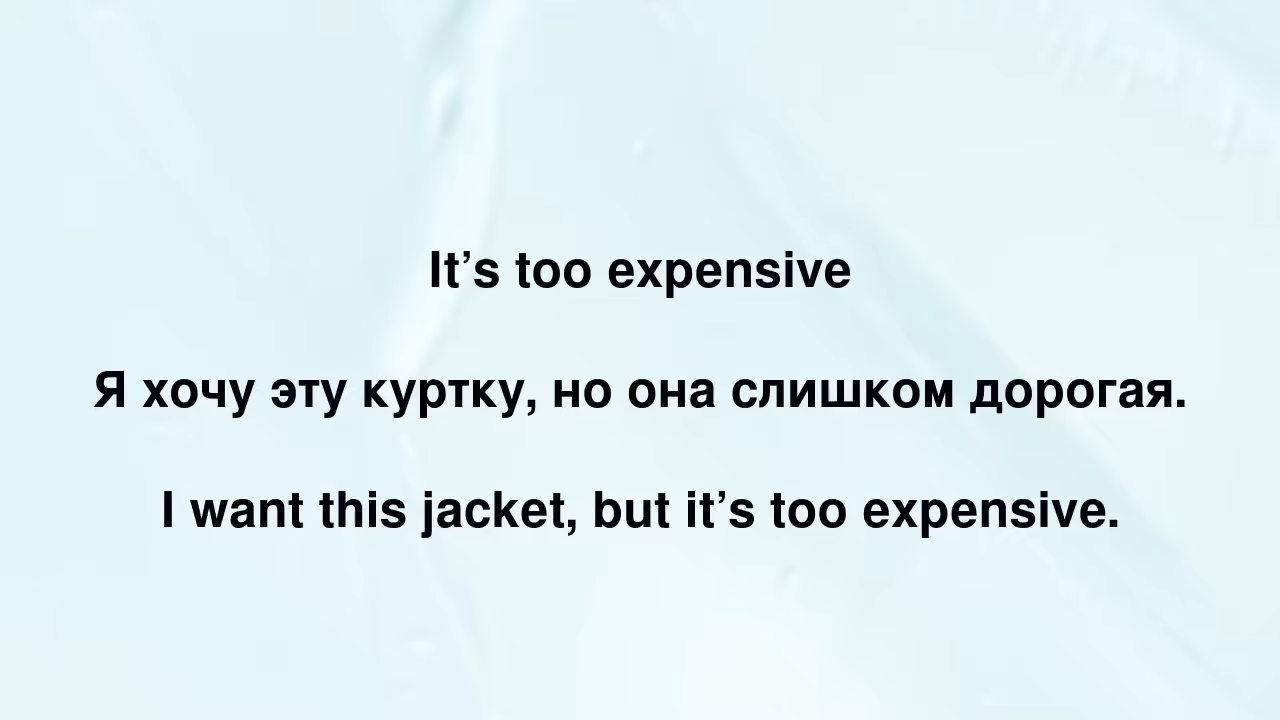 It’s too expensive
Я хочу эту куртку, но она слишком дорогая.
I want this jacket, but it’s too expensive.